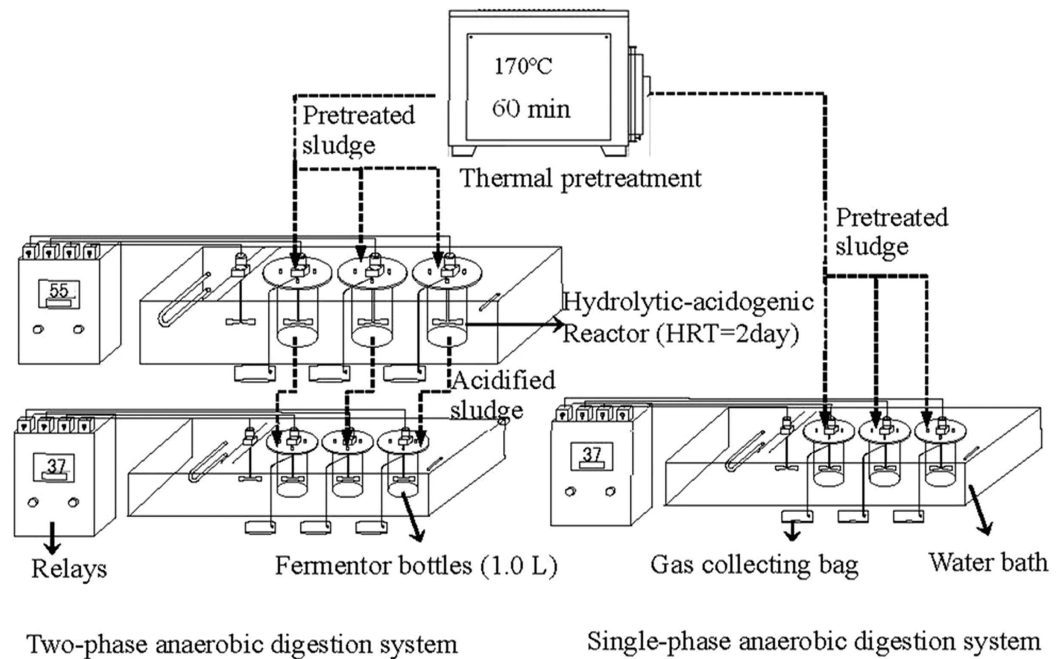 170°C
60 min
Pretreated
sludge
Thermal pretreatment
Pretreated
sludge
55
Hydrolytic-acidogenic
Reactor (HRT=2day)
Acidified
sludge
37
37
Relays
Fermentor bottles (1.0 L)
Gas collecting bag
Water bath
Two-phase anaerobic digestion system
Single-phase anaerobic digestion system